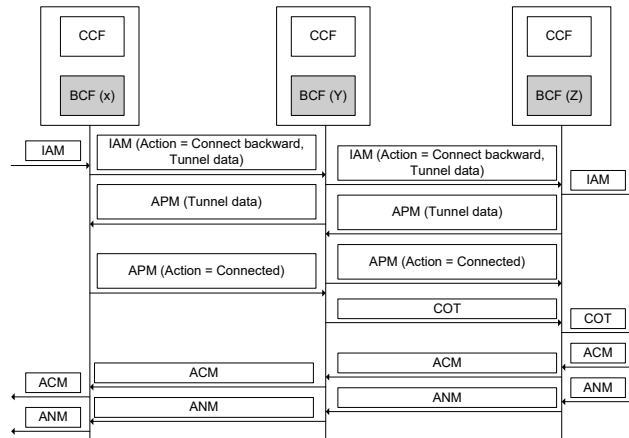 CCF
CCF
CCF
BCF (x)
BCF (Y)
BCF (Z)
IAM
IAM (Action = Connect backward,
Tunnel data)
IAM (Action = Connect backward,
Tunnel data)
IAM
APM (Tunnel data)
APM (Tunnel data)
APM (Action = Connected)
APM (Action = Connected)
COT
COT
ACM
ACM
ACM
ACM
ANM
ANM
ANM
ANM